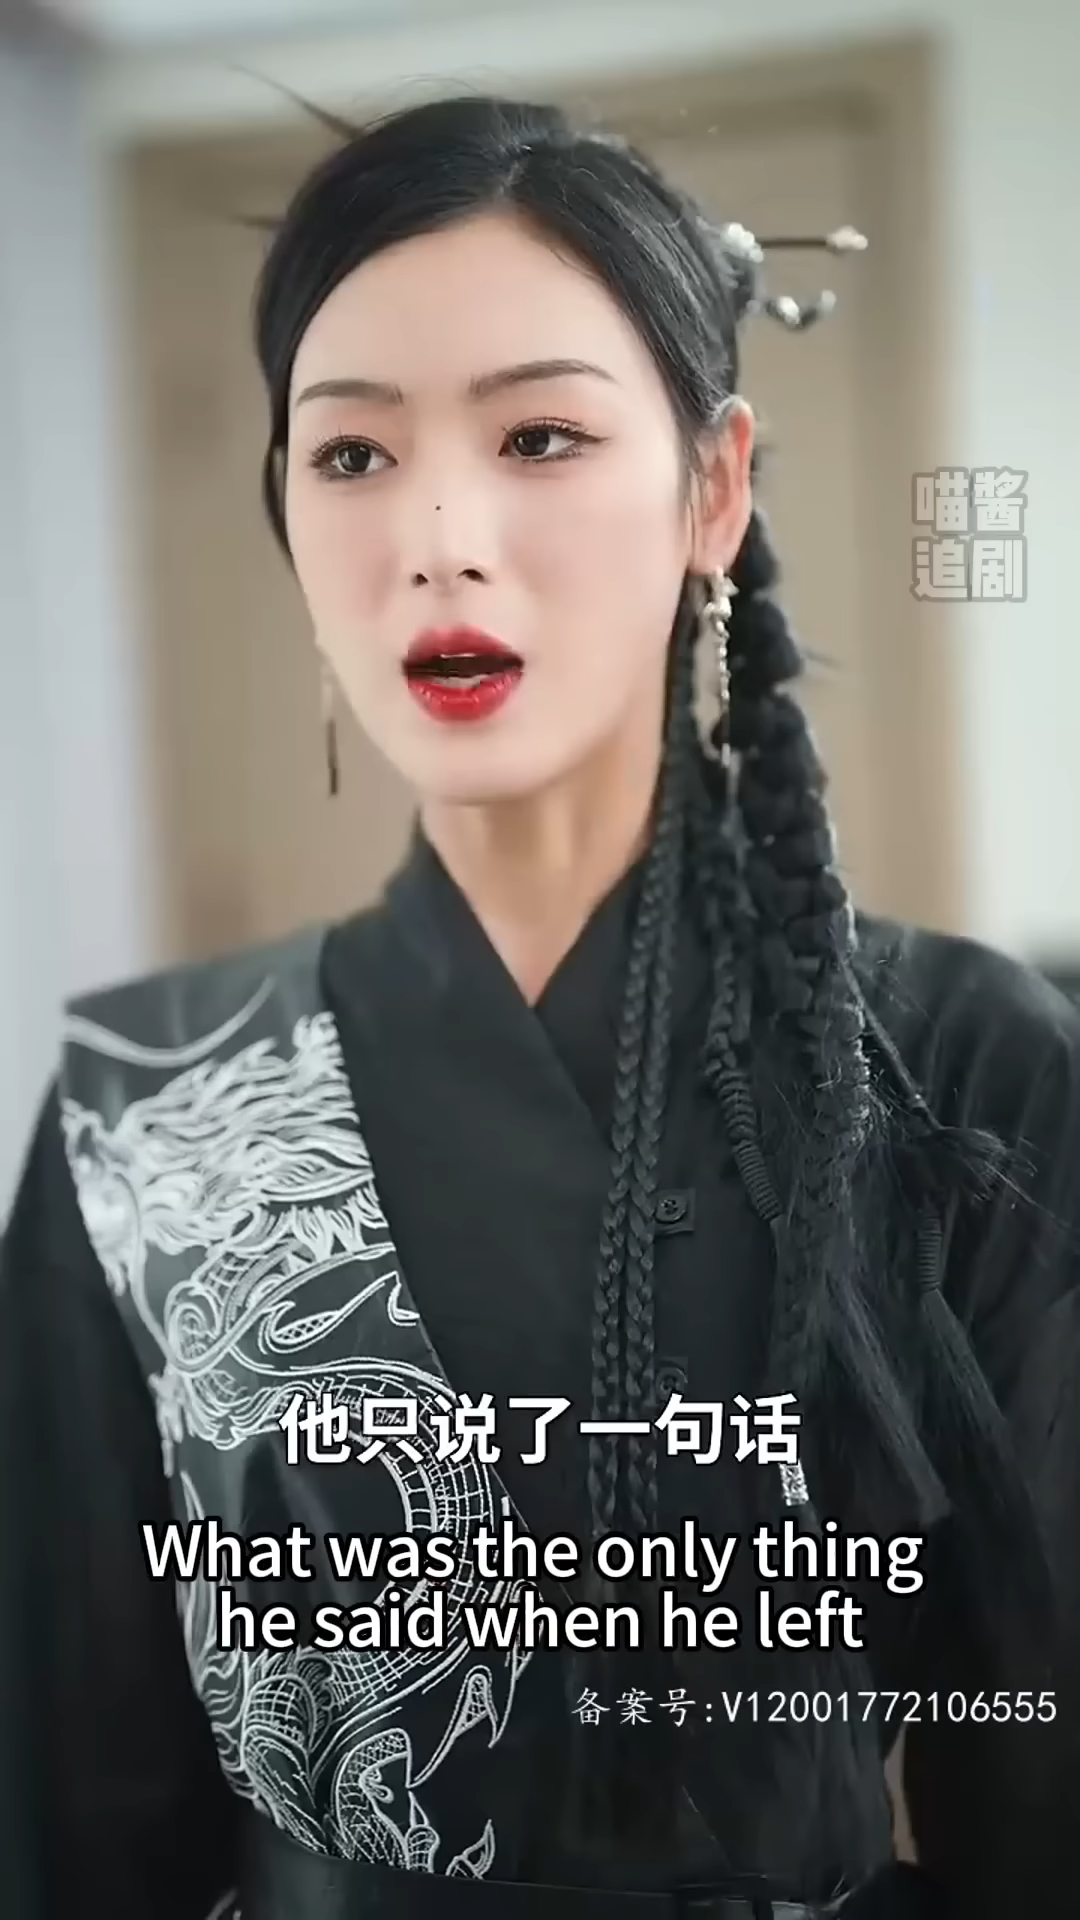 喵酱
追剧
他只说了一句话
What was the only thing
he said when he left
备案号:V12001772106555